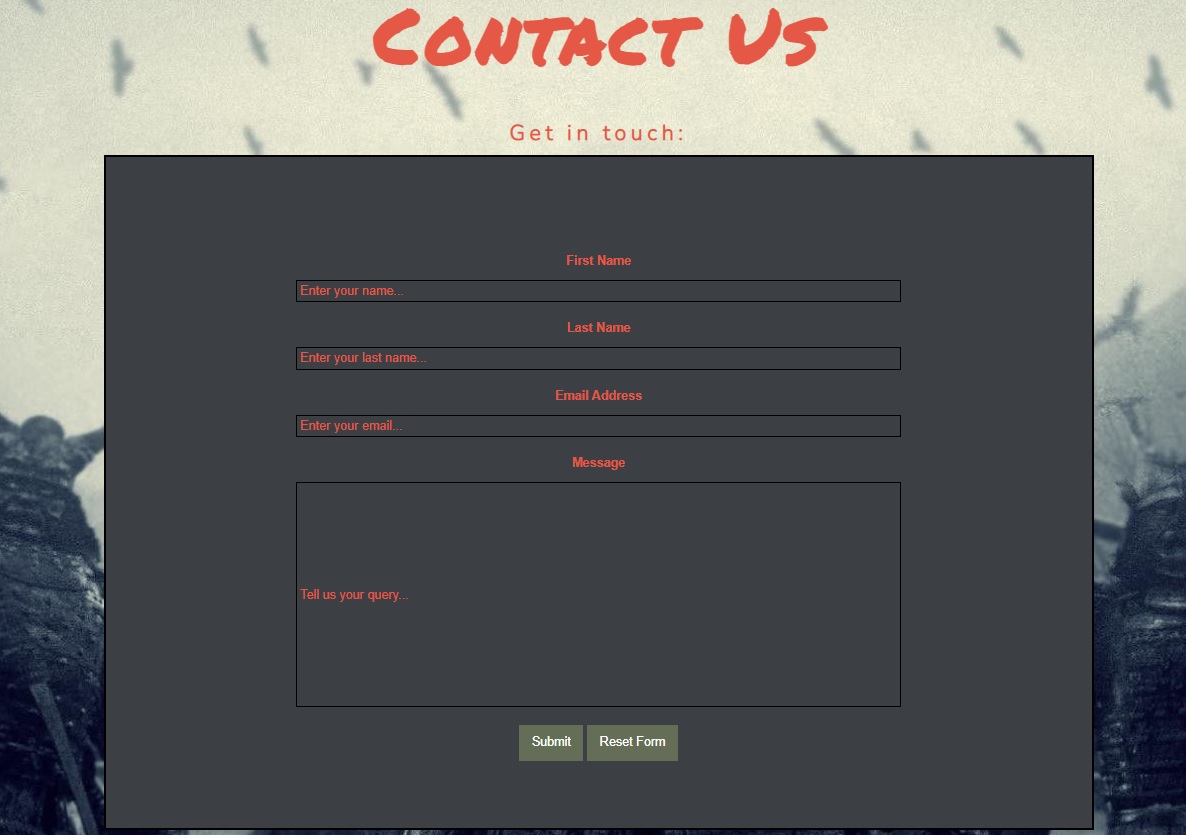 Contact Us
Get in touch:
First Name
Enter your name...
Last Name
Enter your last name...
Email Address
Enter your email...
Message
Tell us your query...
Submit Reset Form